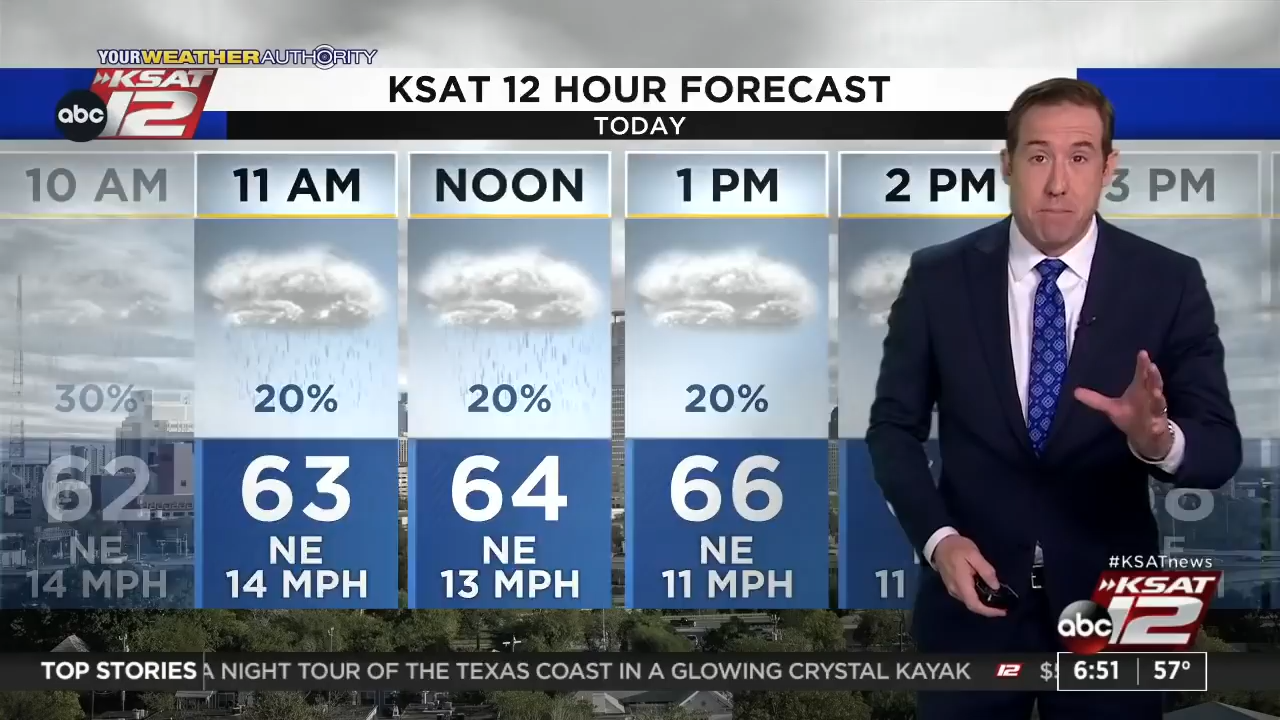 YOURWEATHERAUTHORITY
KSAT
abc 12
KSAT 12 HOUR FORECAST
TODAY
10 AM 11 AM NOON 1 PM 2 PM 3 PM
30% 20% 20% 20%
62 63 64 66
NE NE NE NE
14 MPH 14 MPH 13 MPH 11 MPH 11
#KSATnews
KSAT
abc 12
TOP STORIES A NIGHT TOUR OF THE TEXAS COAST IN A GLOWING CRYSTAL KAYAK 12 6:51 57°